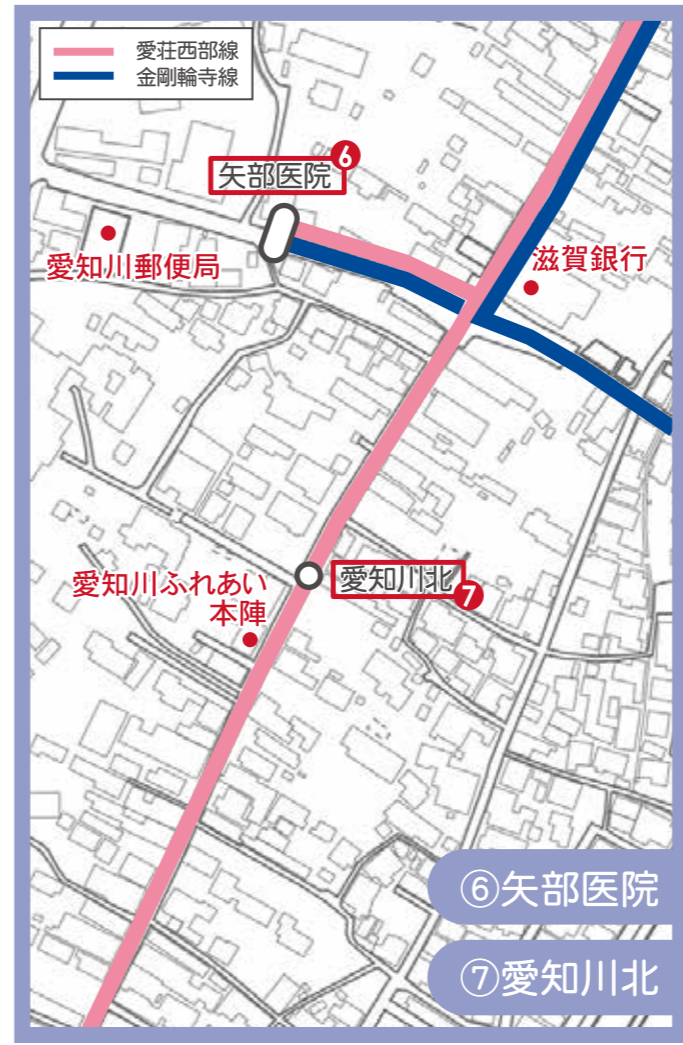 愛荘西部線
金剛輪寺線
矢部医院
6
愛知川郵便局
滋賀銀行
愛知川北
7
愛知川ふれあい
本陣
⑥矢部医院
⑦愛知川北